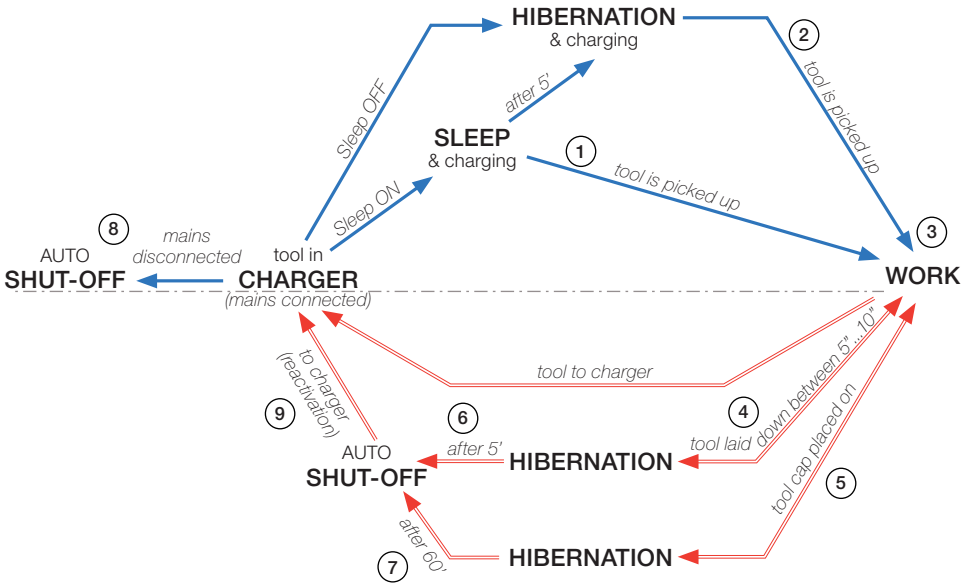 HIBERNATION
& charging
2
Sleep OFF
after 5'
tool is picked up
SLEEP
& charging
1
tool is picked up
Sleep ON
8
mains
disconnected
AUTO
SHUT-OFF
tool in
CHARGER
(mains connected)
3
WORK
tool to charger
to charger
(reactivation)
9
6
4
tool laid down between 5"...10"
tool cap placed on
5
AUTO
SHUT-OFF
after 5'
HIBERNATION
after 60'
7
HIBERNATION